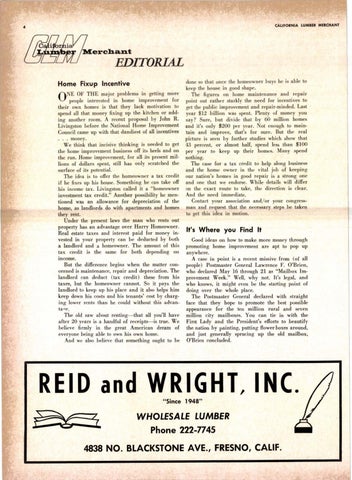 4
CALIFORNIA LUMBER MERCHANT
CLM
California
Lumber Merchant
EDITORIAL
Home Fixup Incentive
ONE OF THE major problems in getting more
people interested in home improvement for
their homes is that they lack motivation to
spend all that money fixing up the kitchen or add-
ing another room. A recent proposal by John R.
Livingston before the National Home Improvement
Council came up with that dandiest of all incentives
. . . money.
We think that incisive thinking is needed to get
the home improvement business off its heels and on
the run. Home improvement, for all its present mil-
lions of dollars spent, still has only scratched the
surface of its potential.
The idea is to offer the homeowner a tax credit
if he fixes up his house. Something he can take off
his income tax. Livingston called it a "homeowner
investment tax credit." Another possibility he men-
tioned was an allowance for depreciation of the
home, as landlords do with apartments and homes
they rent.
Under the present laws the man who rents out
property has an advantage over Harry Homeowner.
Real estate taxes and interest paid for money in-
vested in your property can be deducted by both
a landlord and a homeowner. The amount of this
tax credit is the same for both depending on
income.
But the difference begins when the matter con-
cerned is maintenance, repair and depreciation. The
landlord can deduct (tax credit) these from his
taxes, but the homeowner cannot. So it pays the
landlord to keep up his place and it also helps him
keep down his costs and his tenants' cost by charg-
ing lower rents than he could without this advan-
tage.
The old saw about renting—that all you'll have
after 20 years is a handful of receipts—is true. We
believe firmly in the great American dream of
everyone being able to own his own home.
And we also believe that something ought to be
done so that once the homeowner buys he is able to
keep the house in good shape.
The figures on home maintenance and repair
point out rather starkly the need for incentives to
get the public improvement and repair-minded. Last
year $12 billion was spent. Plenty of money you
say? Sure, but divide that by 60 million homes
and it's only $200 per year. Not enough to main-
tain and improve, that's for sure. But the real
picture is seen by further studies which show that
45 percent, or almost half, spend less than $100
per year to keep up their homes. Many spend
nothing.
The case for a tax credit to help along business
and the home owner in the vital job of keeping
our nation's homes in good repair is a strong one
and one that we endorse. While details will differ
on the exact route to take, the direction is clear.
And the need immediate.
Contact your association and/or your congress-
man and request that the necessary steps be taken
to get this idea in motion.
It's Where you Find It
Good ideas on how to make more money through
promoting home improvement are apt to pop up
anywhere.
A case in point is a recent missive from (of all
people) Postmaster General Lawrence F. O'Brien,
who declared May 16 through 21 as "Mailbox Im-
provement Week." Well, why not. It's legal, and
who knows, it might even be the starting point of
doing over the whole place.
The Postmaster General declared with straight
face that they hope to promote the best possible
appearance for the ten million rural and seven
million city mailboxes. You can tie in with the
First Lady and the President's efforts to beautify
the nation by painting, putting flower boxes around,
and just generally sprucing up the old mailbox,
O'Brien concluded.
REID and WRIGHT, INC.
"Since 1948"
WHOLESALE LUMBER
Phone 222-7745
4838 NO. BLACKSTONE AVE., FRESNO, CALIF.